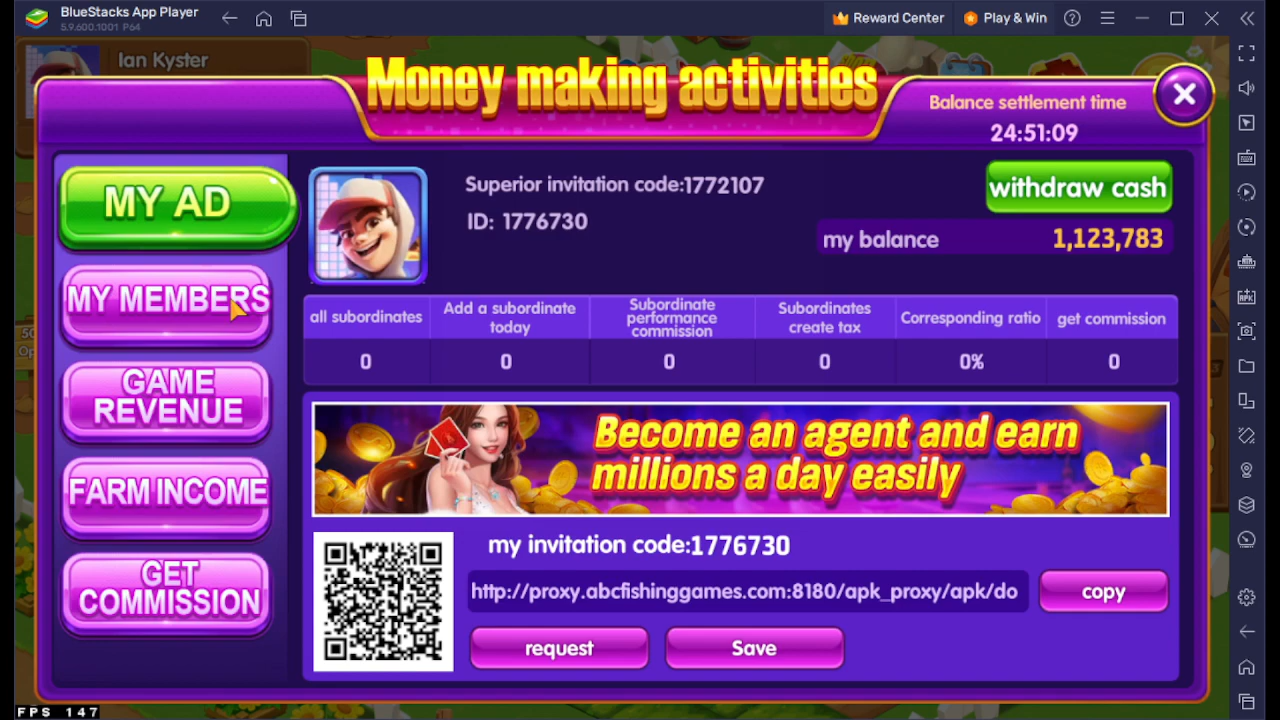 BlueStacks App Player
5.9.600.1001 P64
Reward Center
Play & Win
Ian Kyster
Money making activities
Balance settlement time
24:51:09
MY AD
MY MEMBERS
GAME
REVENUE
FARM INCOME
GET
COMMISSION
Superior invitation code:1772107
ID: 1776730
withdraw cash
my balance 1,123,783
all subordinates
Add a subordinate
today
Subordinate
performance
commission
Subordinates
create tax
Corresponding ratio
get commission
0 0 0 0 0% 0
Become an agent and earn
millions a day easily
my invitation code:1776730
http://proxy.abcfishinggames.com:8180/apk_proxy/apk/do
copy
request
Save
FPS 147